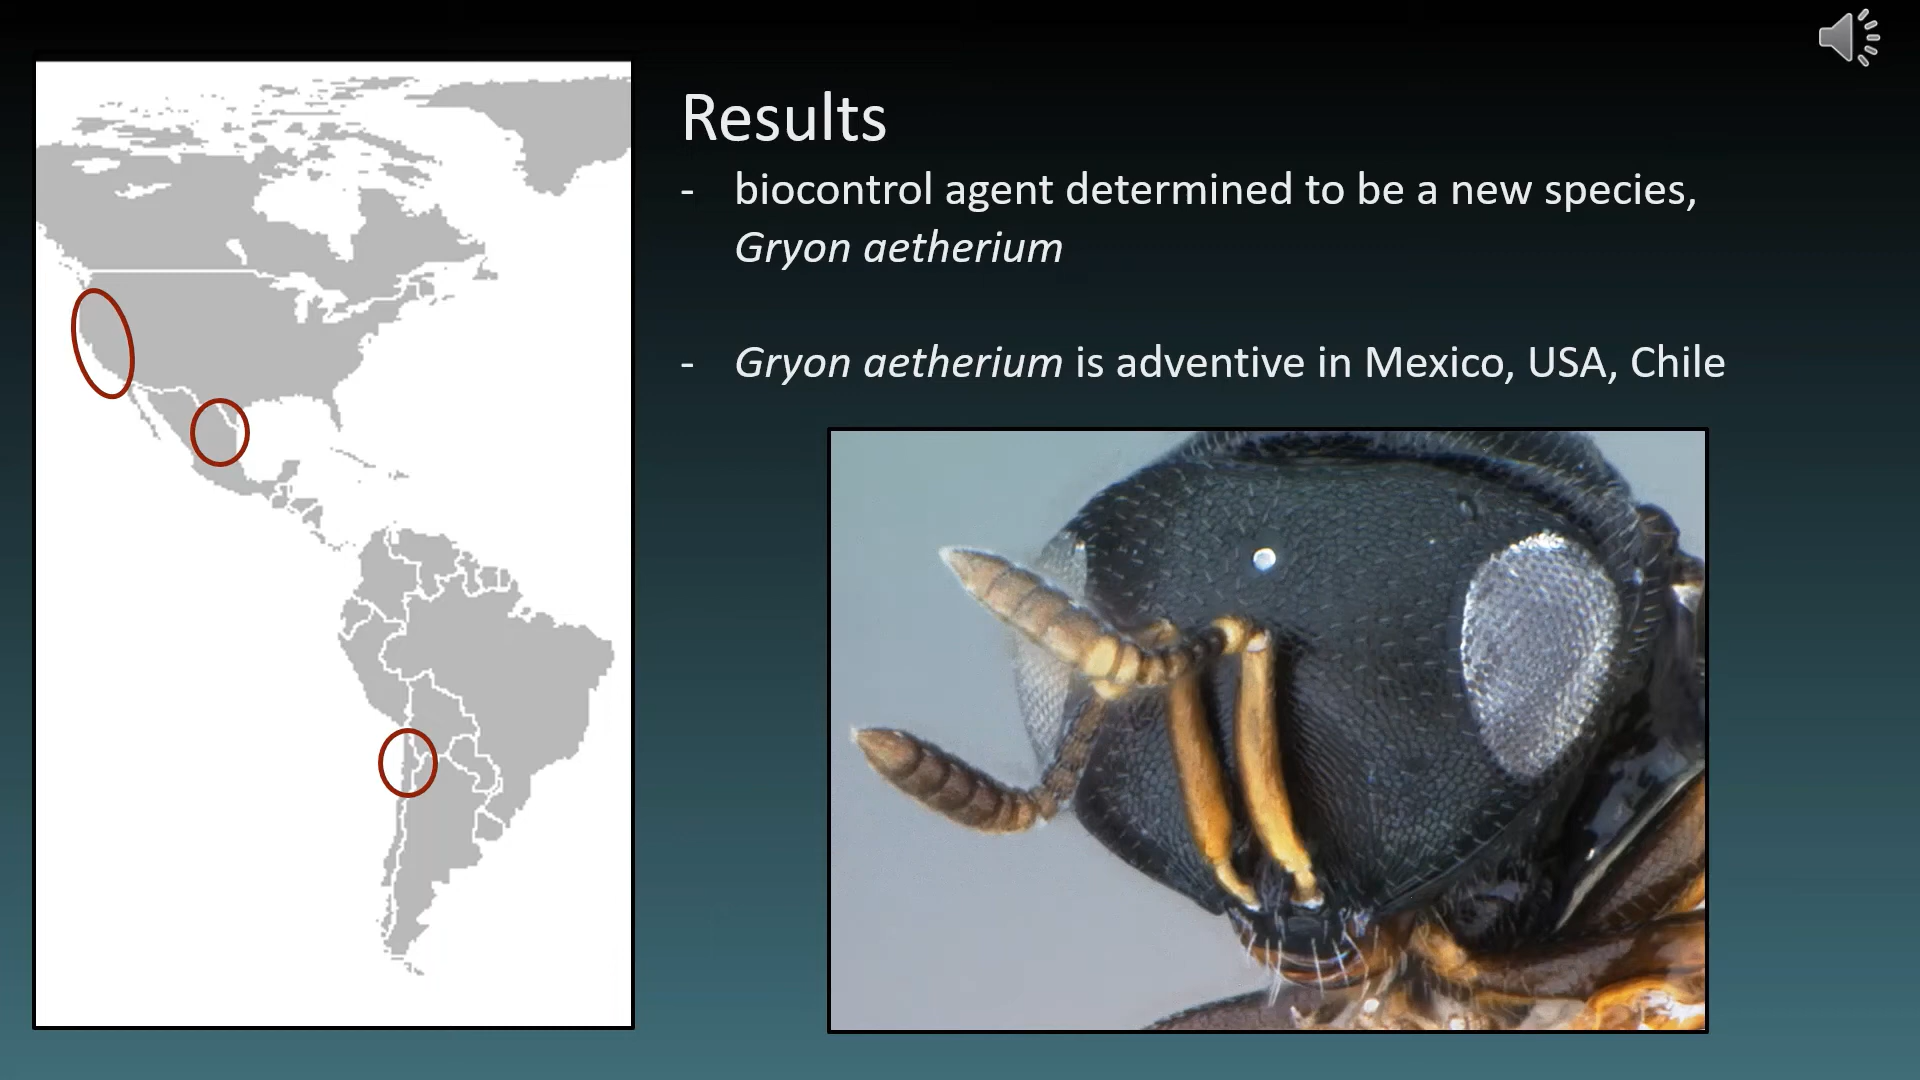 Results
- biocontrol agent determined to be a new species,
Gryon aetherium
- Gryon aetherium is adventive in Mexico, USA, Chile